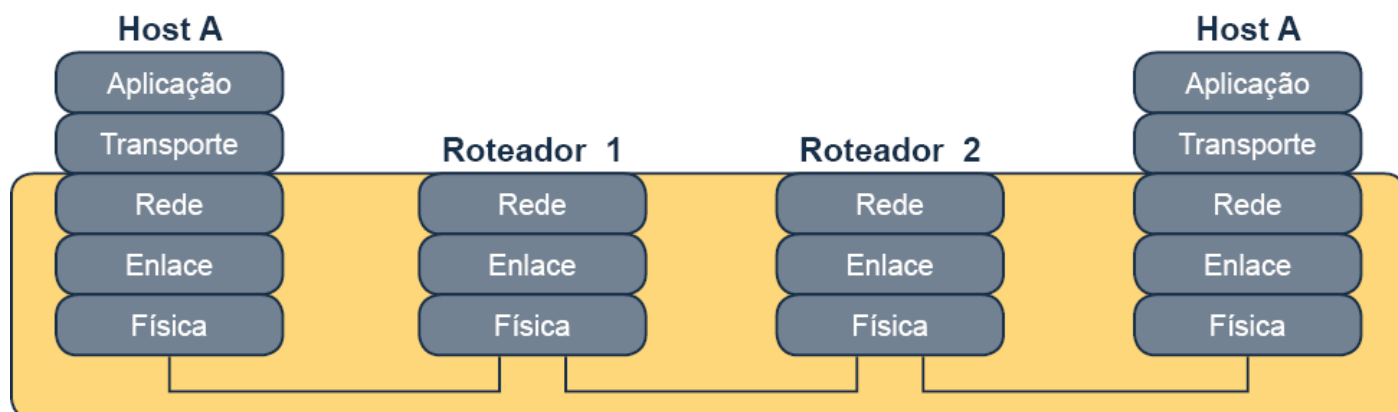 Host A
Host A
Aplicação
Aplicação
Transporte
Roteador 1
Roteador 2
Transporte
Rede
Rede
Rede
Rede
Enlace
Enlace
Enlace
Enlace
Física
Física
Física
Física